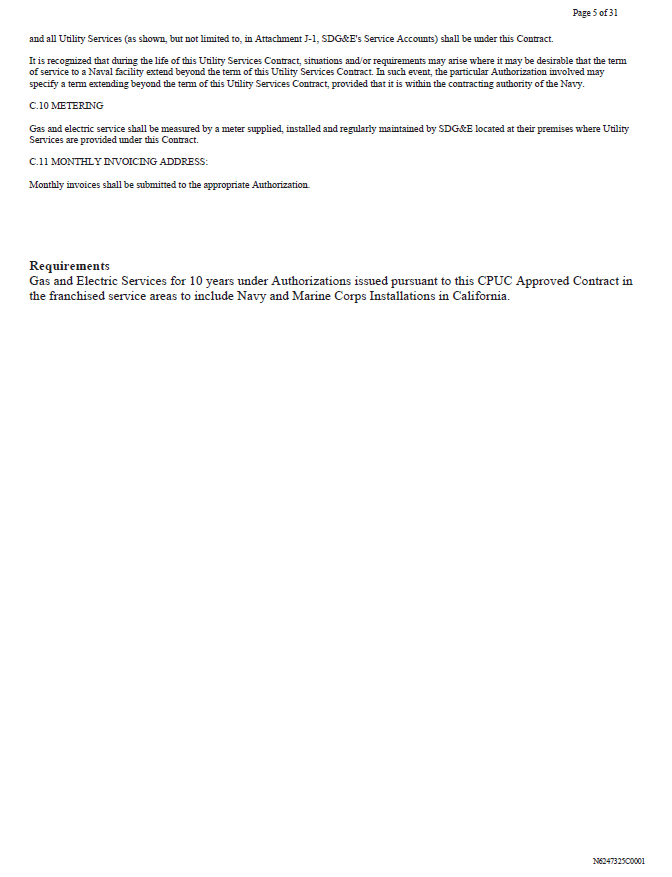 Page 5 of 31
and all Utility Services (as shown, but not limited to, in Attachment J-1, SDG&E's Service Accounts) shall be under this Contract.
It is recognized that during the life of this Utility Services Contract, situations and/or requirements may arise where it may be desirable that the term
of service to a Naval facility extend beyond the term of this Utility Services Contract. In such event, the particular Authorization involved may
specify a term extending beyond the term of this Utility Services Contract, provided that it is within the contracting authority of the Navy.
C.10 METERING
Gas and electric service shall be measured by a meter supplied, installed and regularly maintained by SDG&E located at their premises where Utility
Services are provided under this Contract.
C.11 MONTHLY INVOICING ADDRESS:
Monthly invoices shall be submitted to the appropriate Authorization.
Requirements
Gas and Electric Services for 10 years under Authorizations issued pursuant to this CPUC Approved Contract in
the franchised service areas to include Navy and Marine Corps Installations in California.
N6247325C0001